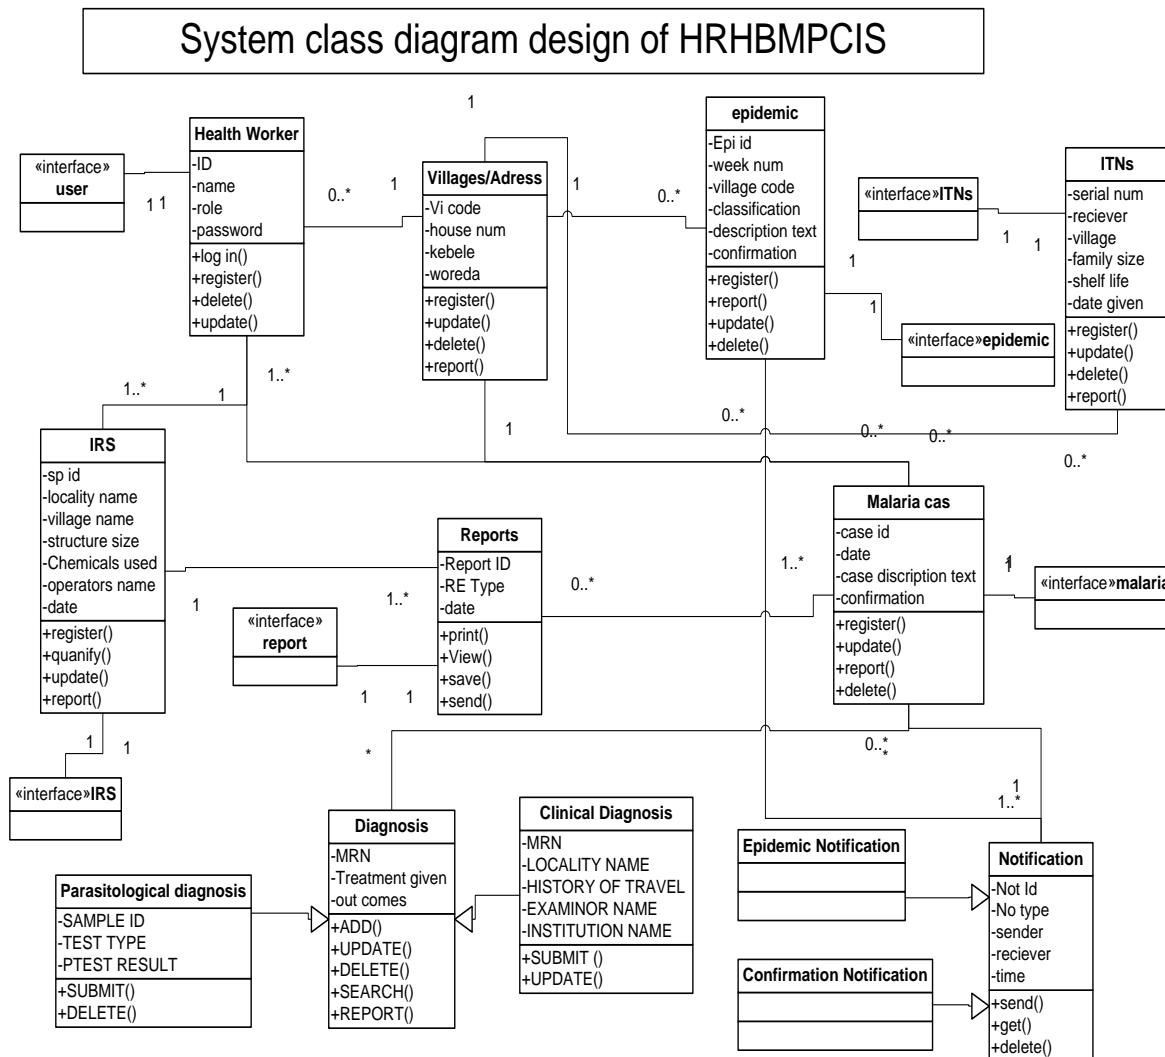 System class diagram design of HRHBMPCIS
«interface»
user
1
1
Health Worker
-ID
-name
-role
-password
+log in()
+register()
+delete()
+update()
0..*
1
Villages/Adress
-Vi code
-house num
-kebele
-woreda
+register()
+update()
+delete()
+report()
1
1
0..*
epidemic
-Epi id
-week num
-village code
-classification
-description text
-confirmation
+register()
+report()
+update()
+delete()
1
1
«interface»epidemic
«interface»ITNs
1
1
ITNs
-serial num
-reciever
-village
-family size
-shelf life
-date given
+register()
+update()
+delete()
+report()
1..*
1
1..*
1
0..*
0..*
0..*
0..*
IRS
-sp id
-locality name
-village name
-structure size
-Chemicals used
-operators name
-date
+register()
+quanify()
+update()
+report()
1
1..*
1
1
«interface»IRS
«interface»
report
1
1
Reports
-Report ID
-RE Type
-date
+print()
+View()
+save()
+send()
0..*
1..*
Malaria cas
-case id
-date
-case discription text
-confirmation
+register()
+update()
+report()
+delete()
1
1
«interface»malaria
*
0..*
*
1
1..*
Diagnosis
-MRN
-Treatment given
-out comes
+ADD()
+UPDATE()
+DELETE()
+SEARCH()
+REPORT()
Clinical Diagnosis
-MRN
-LOCALITY NAME
-HISTORY OF TRAVEL
-EXAMINOR NAME
-INSTITUTION NAME
+SUBMIT ()
+UPDATE()
Parasitological diagnosis
-SAMPLE ID
-TEST TYPE
-PTEST RESULT
+SUBMIT()
+DELETE()
Epidemic Notification
Confirmation Notification
Notification
-Not Id
-No type
-sender
-reciever
-time
+send()
+get()
+delete()